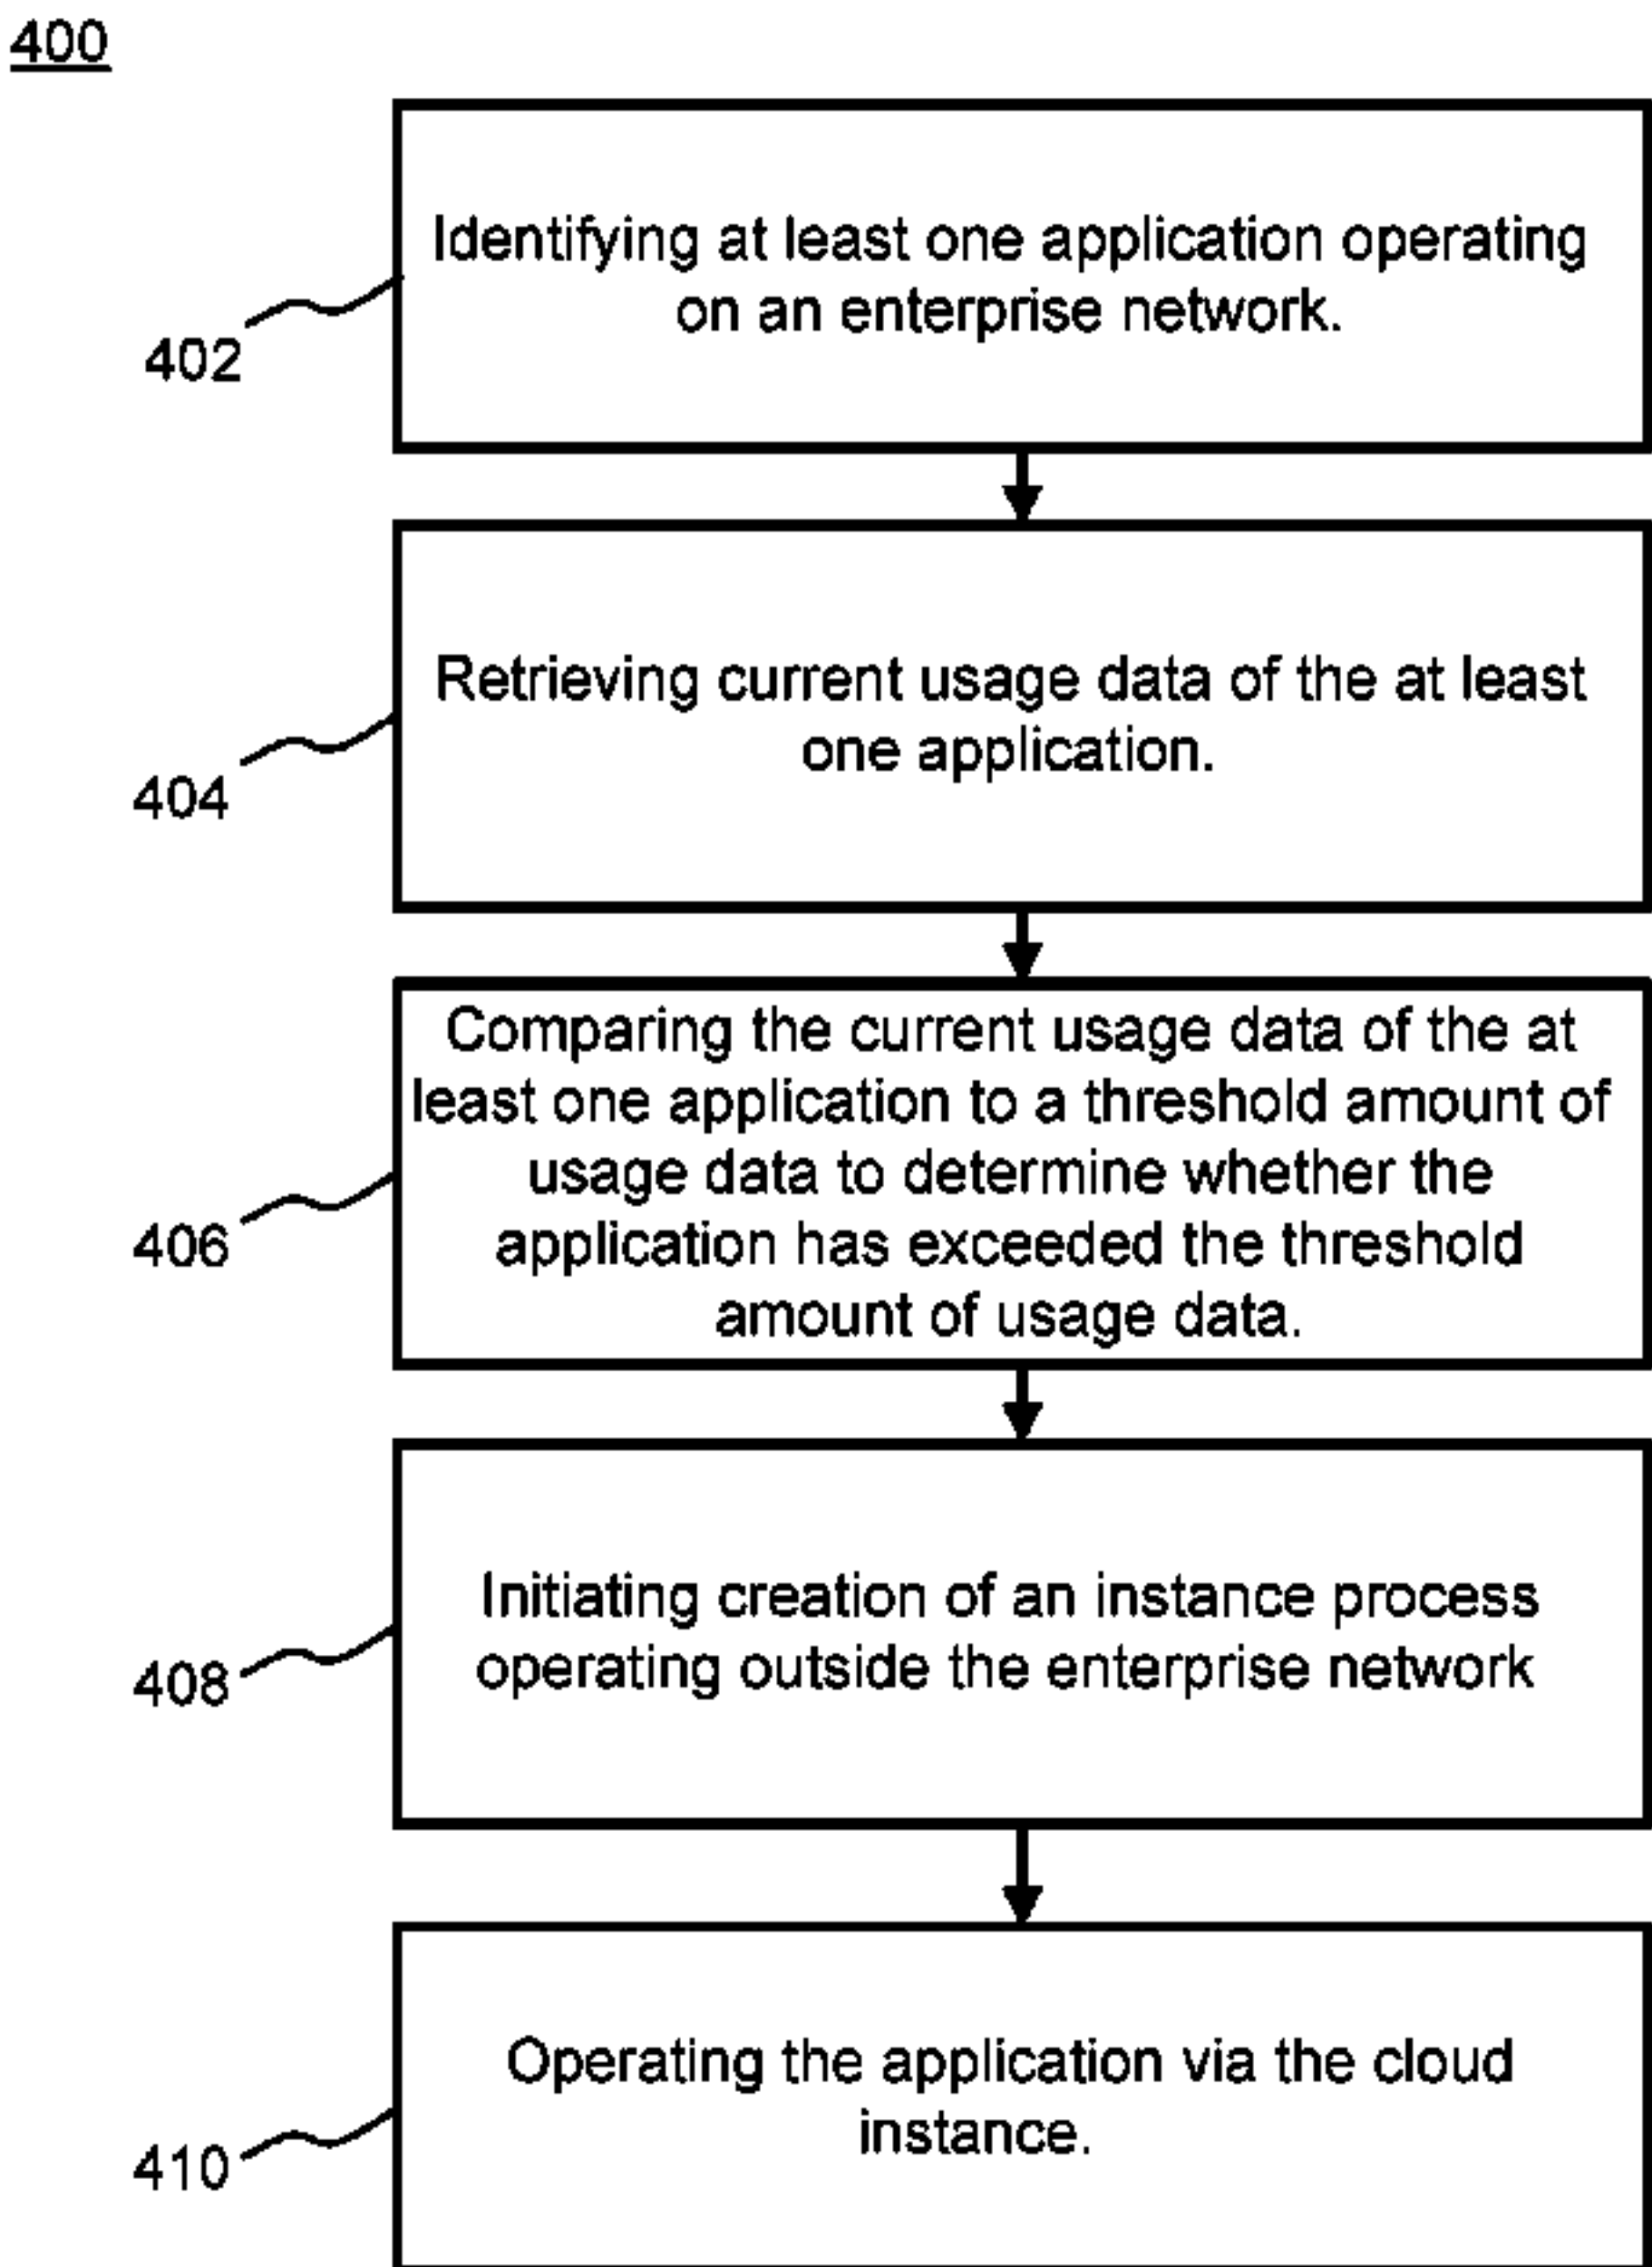 400
Identifying at least one application operating
on an enterprise network.
402
Retrieving current usage data of the at least
one application.
404
Comparing the current usage data of the at
least one application to a threshold amount of
usage data to determine whether the
application has exceeded the threshold
amount of usage data.
406
Initiating creation of an instance process
operating outside the enterprise network
408
Operating the application via the cloud
instance.
410